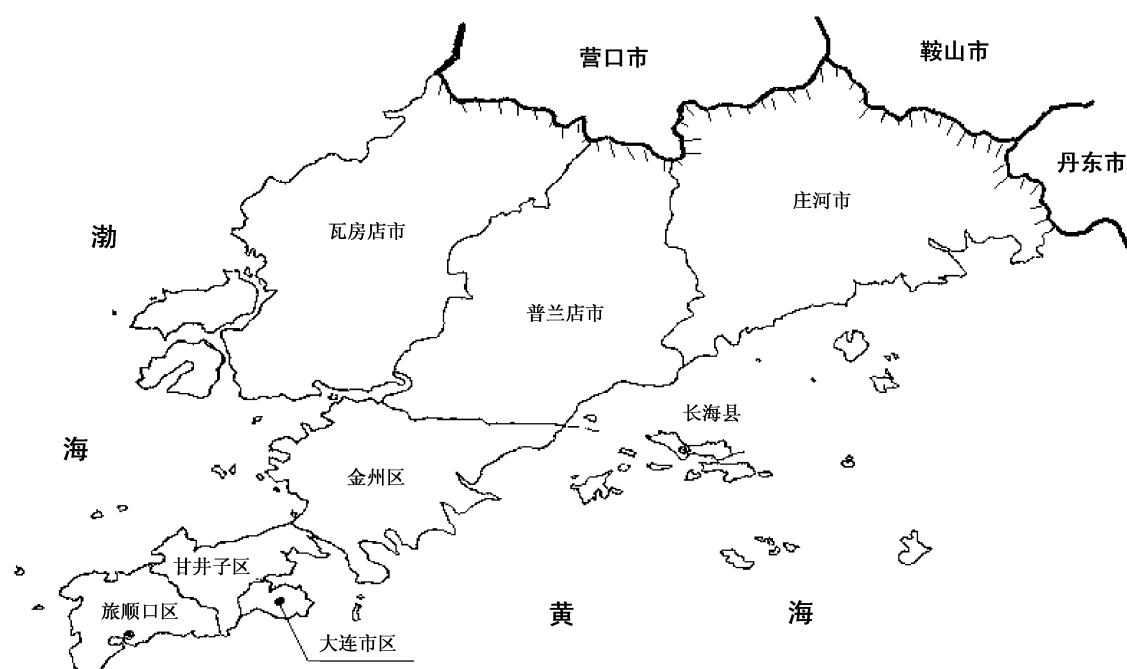 营口市
鞍山市
丹东市
庄河市
瓦房店市
渤
普兰店市
长海县
海
金州区
甘井子区
旅顺口区
黄
海
大连市区